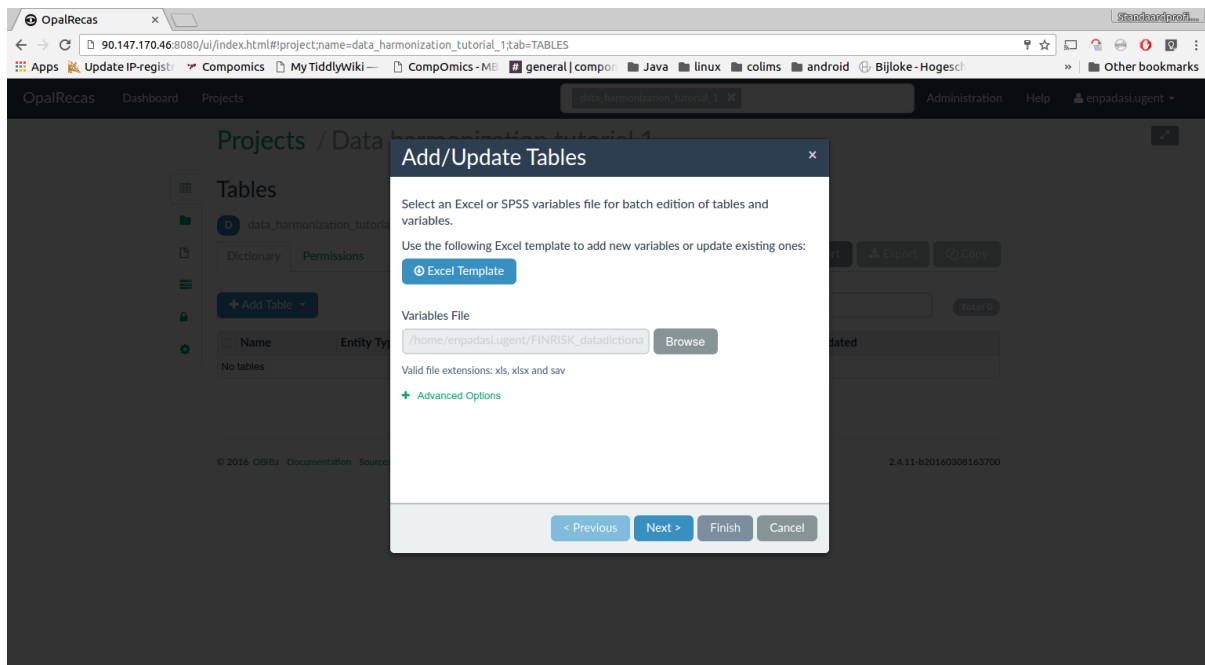 OpalRecas ×
Standaardprofi...
90.147.170.46:8080/ui/index.html#!project;name=data_harmonization_tutorial_1;tab=TABLES
Apps Update IP-registr Compomics My TiddlyWiki — CompOmics - MB general | compon Java linux colims android Bijloke - Hogesch » Other bookmarks
OpalRecas Dashboard Projects data_harmonization_tutorial_1 × Administration Help enpadasi.ugent
Projects / Data harmonization tutorial 1
Add/Update Tables ×
Tables
Select an Excel or SPSS variables file for batch edition of tables and
variables.
D data_harmonization_tutoria
Use the following Excel template to add new variables or update existing ones:
Dictionary Permissions Export Copy
Excel Template
+ Add Table Total 0
Variables File
Name Entity Typ
/home/enpadasi.ugent/FINRISK_datadictiona Browse
No tables
Valid file extensions: xls, xlsx and sav
+ Advanced Options
© 2016 OBiBa Documentation Sources 2.4.11-b20160308163700
< Previous Next > Finish Cancel